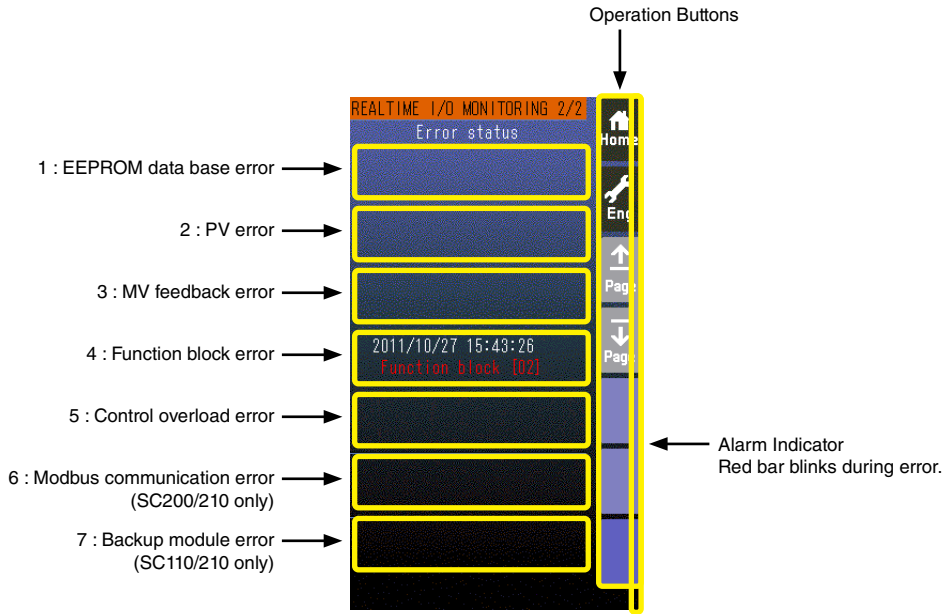 Operation Buttons
REALTIME I/O MONITORING 2/2
Error status
Home
1 : EEPROM data base error
Eng
2 : PV error
Page
3 : MV feedback error
4 : Function block error
2011/10/27 15:43:26
Function block [02]
Page
5 : Control overload error
Alarm Indicator
Red bar blinks during error.
6 : Modbus communication error
(SC200/210 only)
7 : Backup module error
(SC110/210 only)